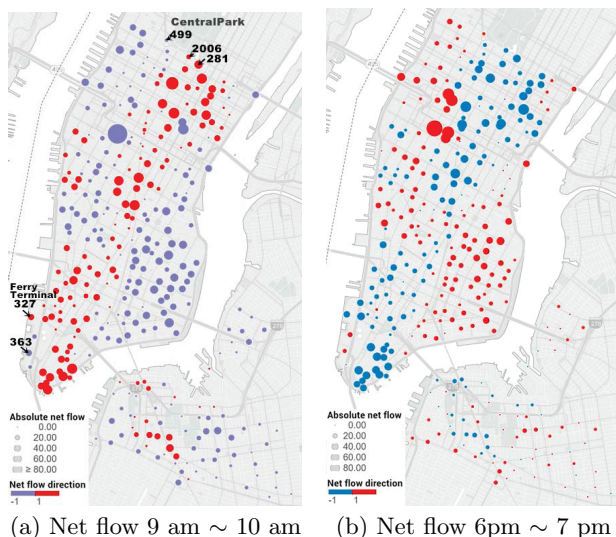 CentralPark
499
2006
281
Ferry
Terminal
327
363
Absolute net flow
0.00
20.00
40.00
60.00
≥ 80.00
Net flow direction
-1 1
(a) Net flow 9 am ∼ 10 am
Absolute net flow
0.00
20.00
40.00
60.00
80.00
Net flow direction
-1 1
(b) Net flow 6pm ∼ 7 pm